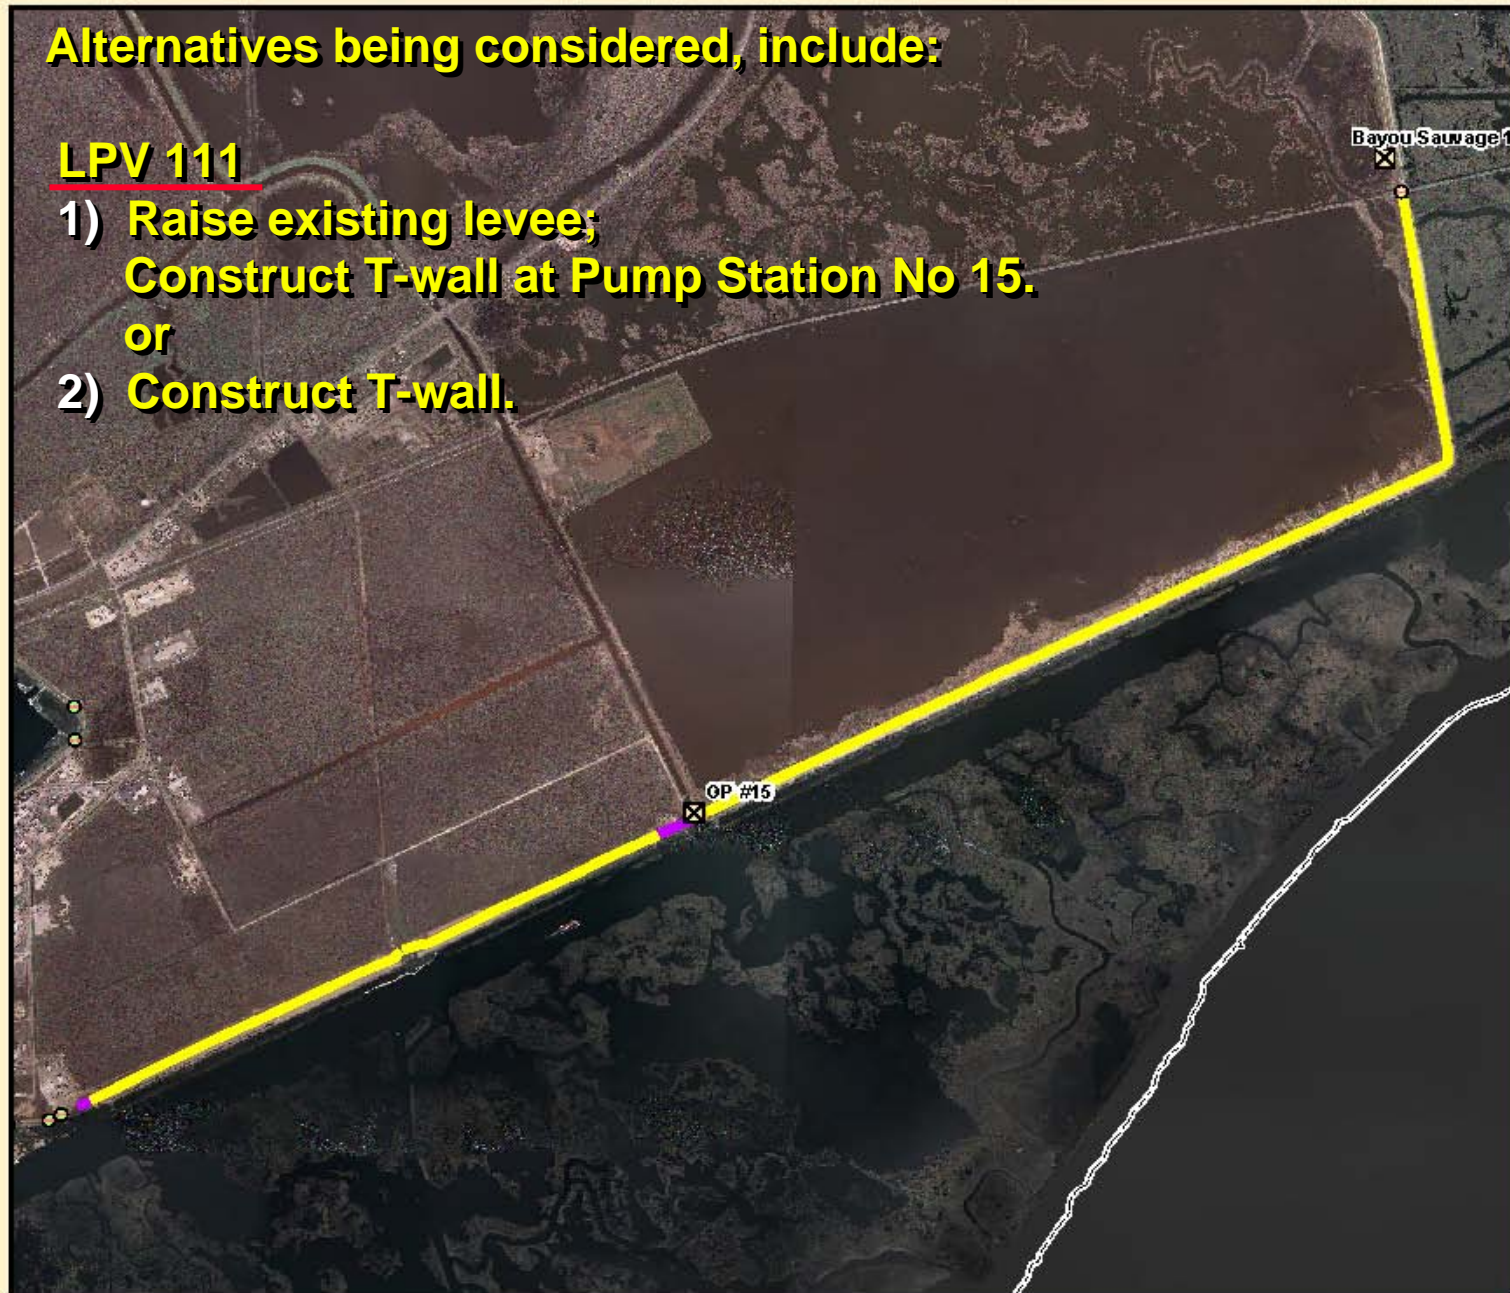 Alternatives being considered, include:
LPV 111
1) Raise existing levee;
Construct T-wall at Pump Station No 15.
or
2) Construct T-wall.
Bayou Sauvage 1
OP #15